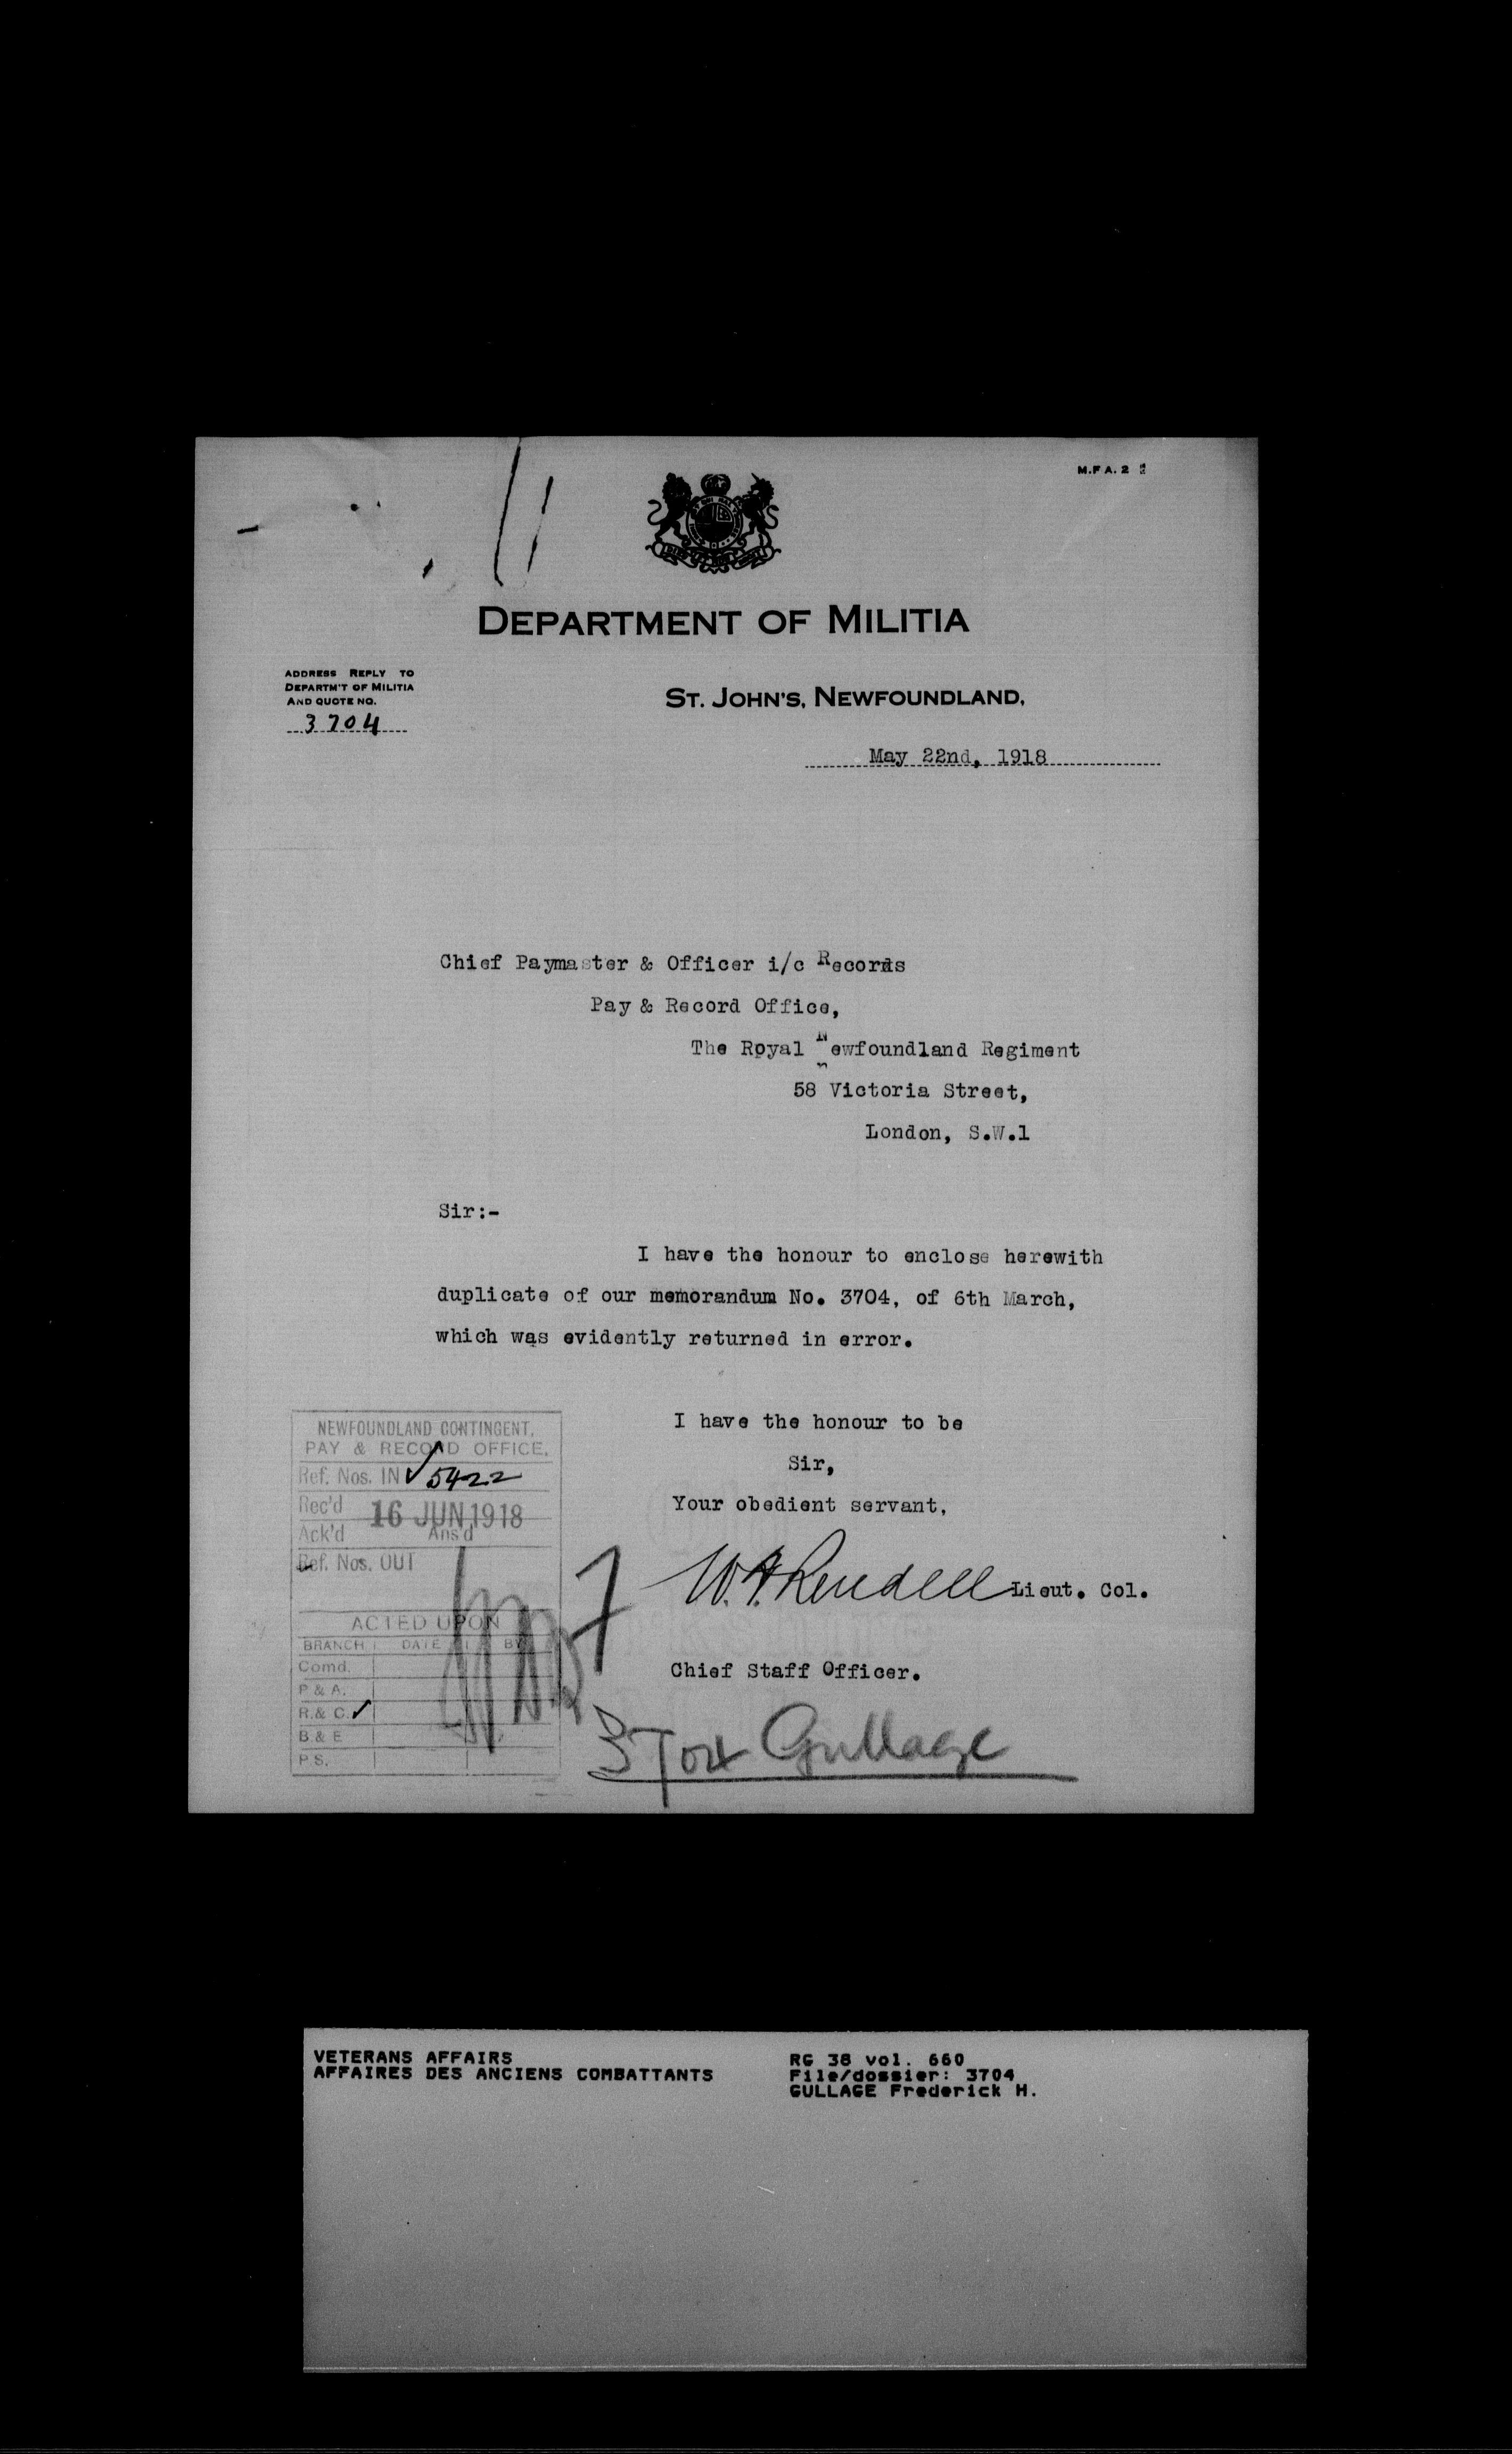 M.F.A. 2
DEPARTMENT OF MILITIA
ADDRESS REPLY TO
DEPARTM'T OF MILITIA
AND QUOTE NO.
3704
ST. JOHN'S, NEWFOUNDLAND,
May 22nd, 1918
Chief Paymaster & Officer i/c Records
Pay & Record Office,
The Royal Newfoundland Regiment
58 Victoria Street,
London, S.W.1
Sir:-
I have the honour to enclose herewith
duplicate of our memorandum No. 3704, of 6th March,
which was evidently returned in error.
I have the honour to be
Sir,
Your obedient servant,
W.F. Rendell Lieut. Col.
Chief Staff Officer.
NEWFOUNDLAND CONTINGENT,
PAY & RECORD OFFICE.
Ref. Nos. IN 5422
Rec'd 16 JUN 1918
Ack'd Ans'd
Ref. Nos. OUT
ACTED UPON
BRANCH DATE BY
Comd.
P & A.
R. & C. ✓
B & E
P.S.
3704 Gullage
VETERANS AFFAIRS
AFFAIRES DES ANCIENS COMBATTANTS
RG 38 vol. 660
File/dossier: 3704
GULLAGE Frederick H.